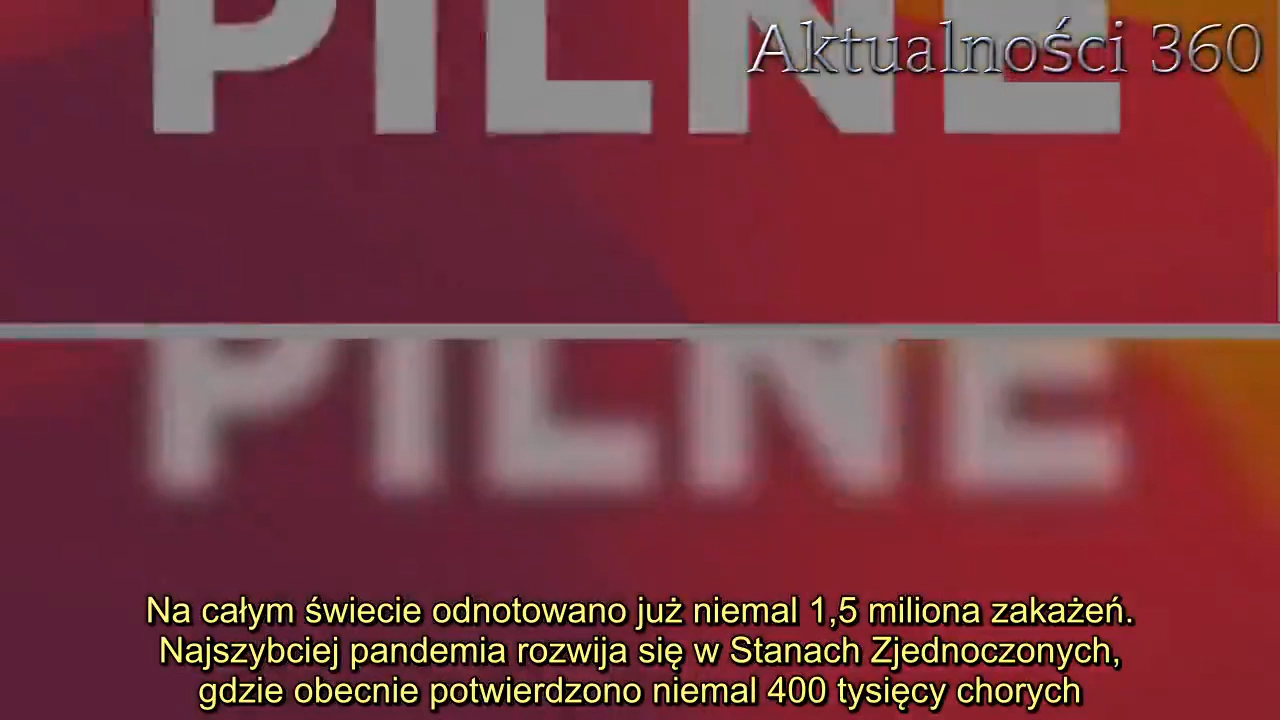 PILNE
Aktualności 360
PILNE
Na całym świecie odnotowano już niemal 1,5 miliona zakażeń.
Najszybciej pandemia rozwija się w Stanach Zjednoczonych,
gdzie obecnie potwierdzono niemal 400 tysięcy chorych